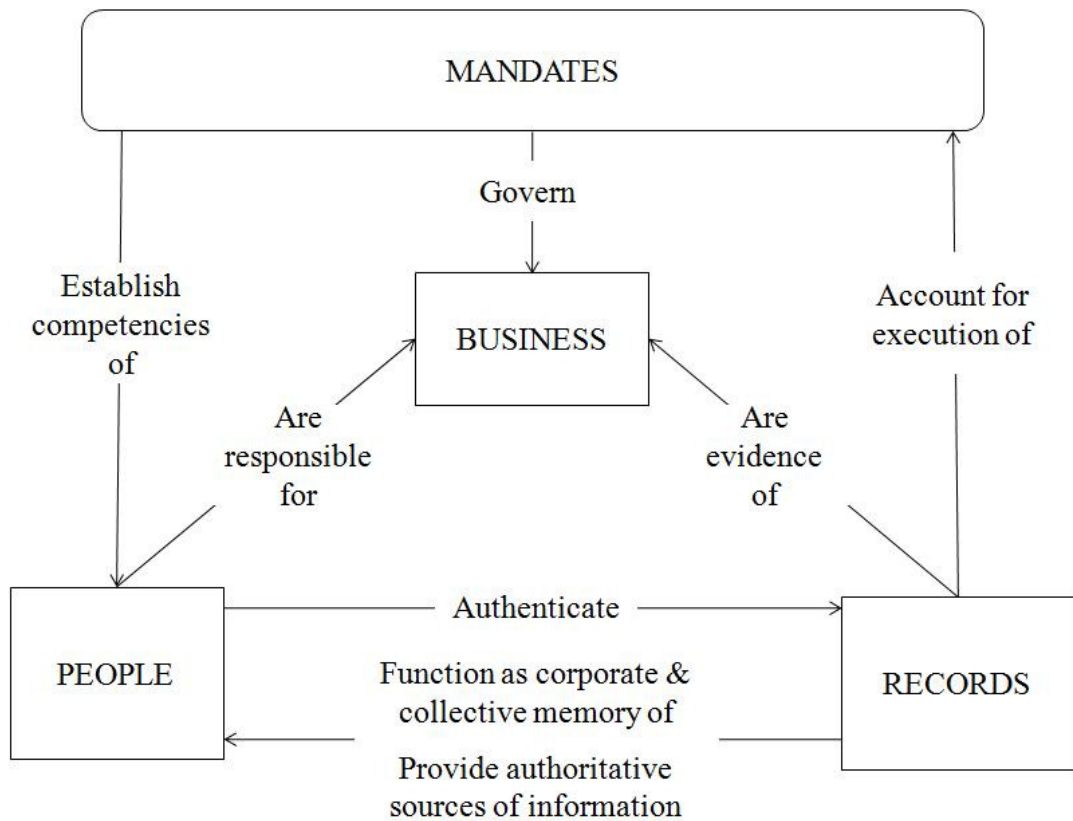 MANDATES
Govern
Establish
competencies
of
Account for
execution of
BUSINESS
Are
responsible
for
Are
evidence
of
Authenticate
PEOPLE
Function as corporate &
collective memory of
RECORDS
Provide authoritative
sources of information